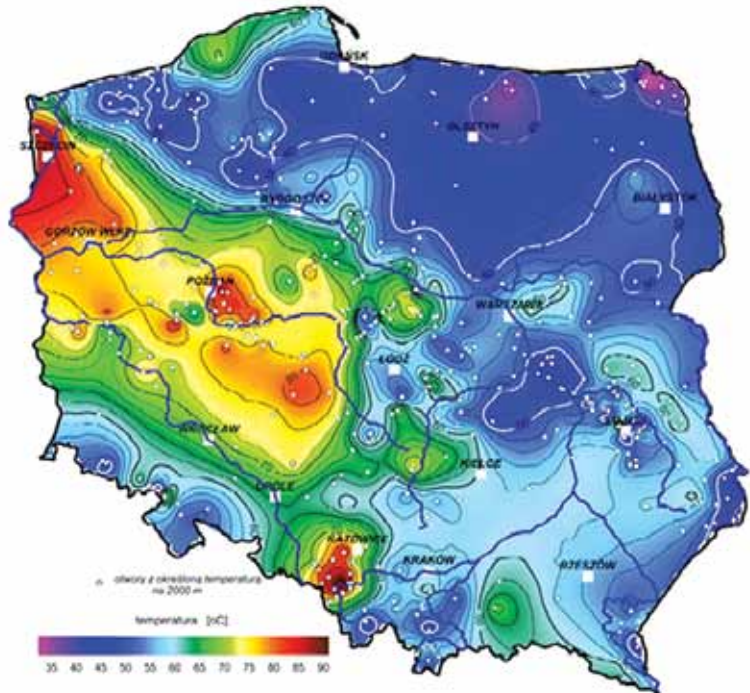 GDAŃSK
OLSZTYN
SZCZECIN
BIAŁYSTOK
BYDGOSZCZ
GORZÓW WLKP
POZNAŃ
WARSZAWA
ŁÓDŹ
WROCŁAW
KIELCE
OPOLE
KATOWICE
KRAKÓW
RZESZÓW
otwory z określoną temperaturą
na 2000 m
temperatura [oC]
35 40 45 50 55 60 65 70 75 80 85 90